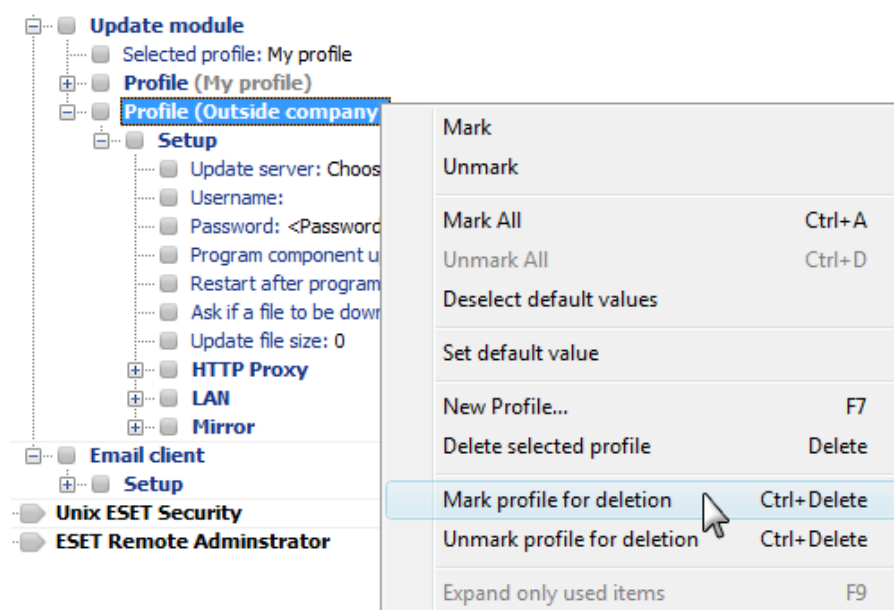 Update module
Selected profile: My profile
Profile (My profile)
Profile (Outside company
Setup
Update server: Choos
Username:
Password: <Password
Program component u
Restart after program
Ask if a file to be down
Update file size: 0
HTTP Proxy
LAN
Mirror
Email client
Setup
Unix ESET Security
ESET Remote Adminstrator
Mark
Unmark
Mark All Ctrl+A
Unmark All Ctrl+D
Deselect default values
Set default value
New Profile... F7
Delete selected profile Delete
Mark profile for deletion Ctrl+Delete
Unmark profile for deletion Ctrl+Delete
Expand only used items F9